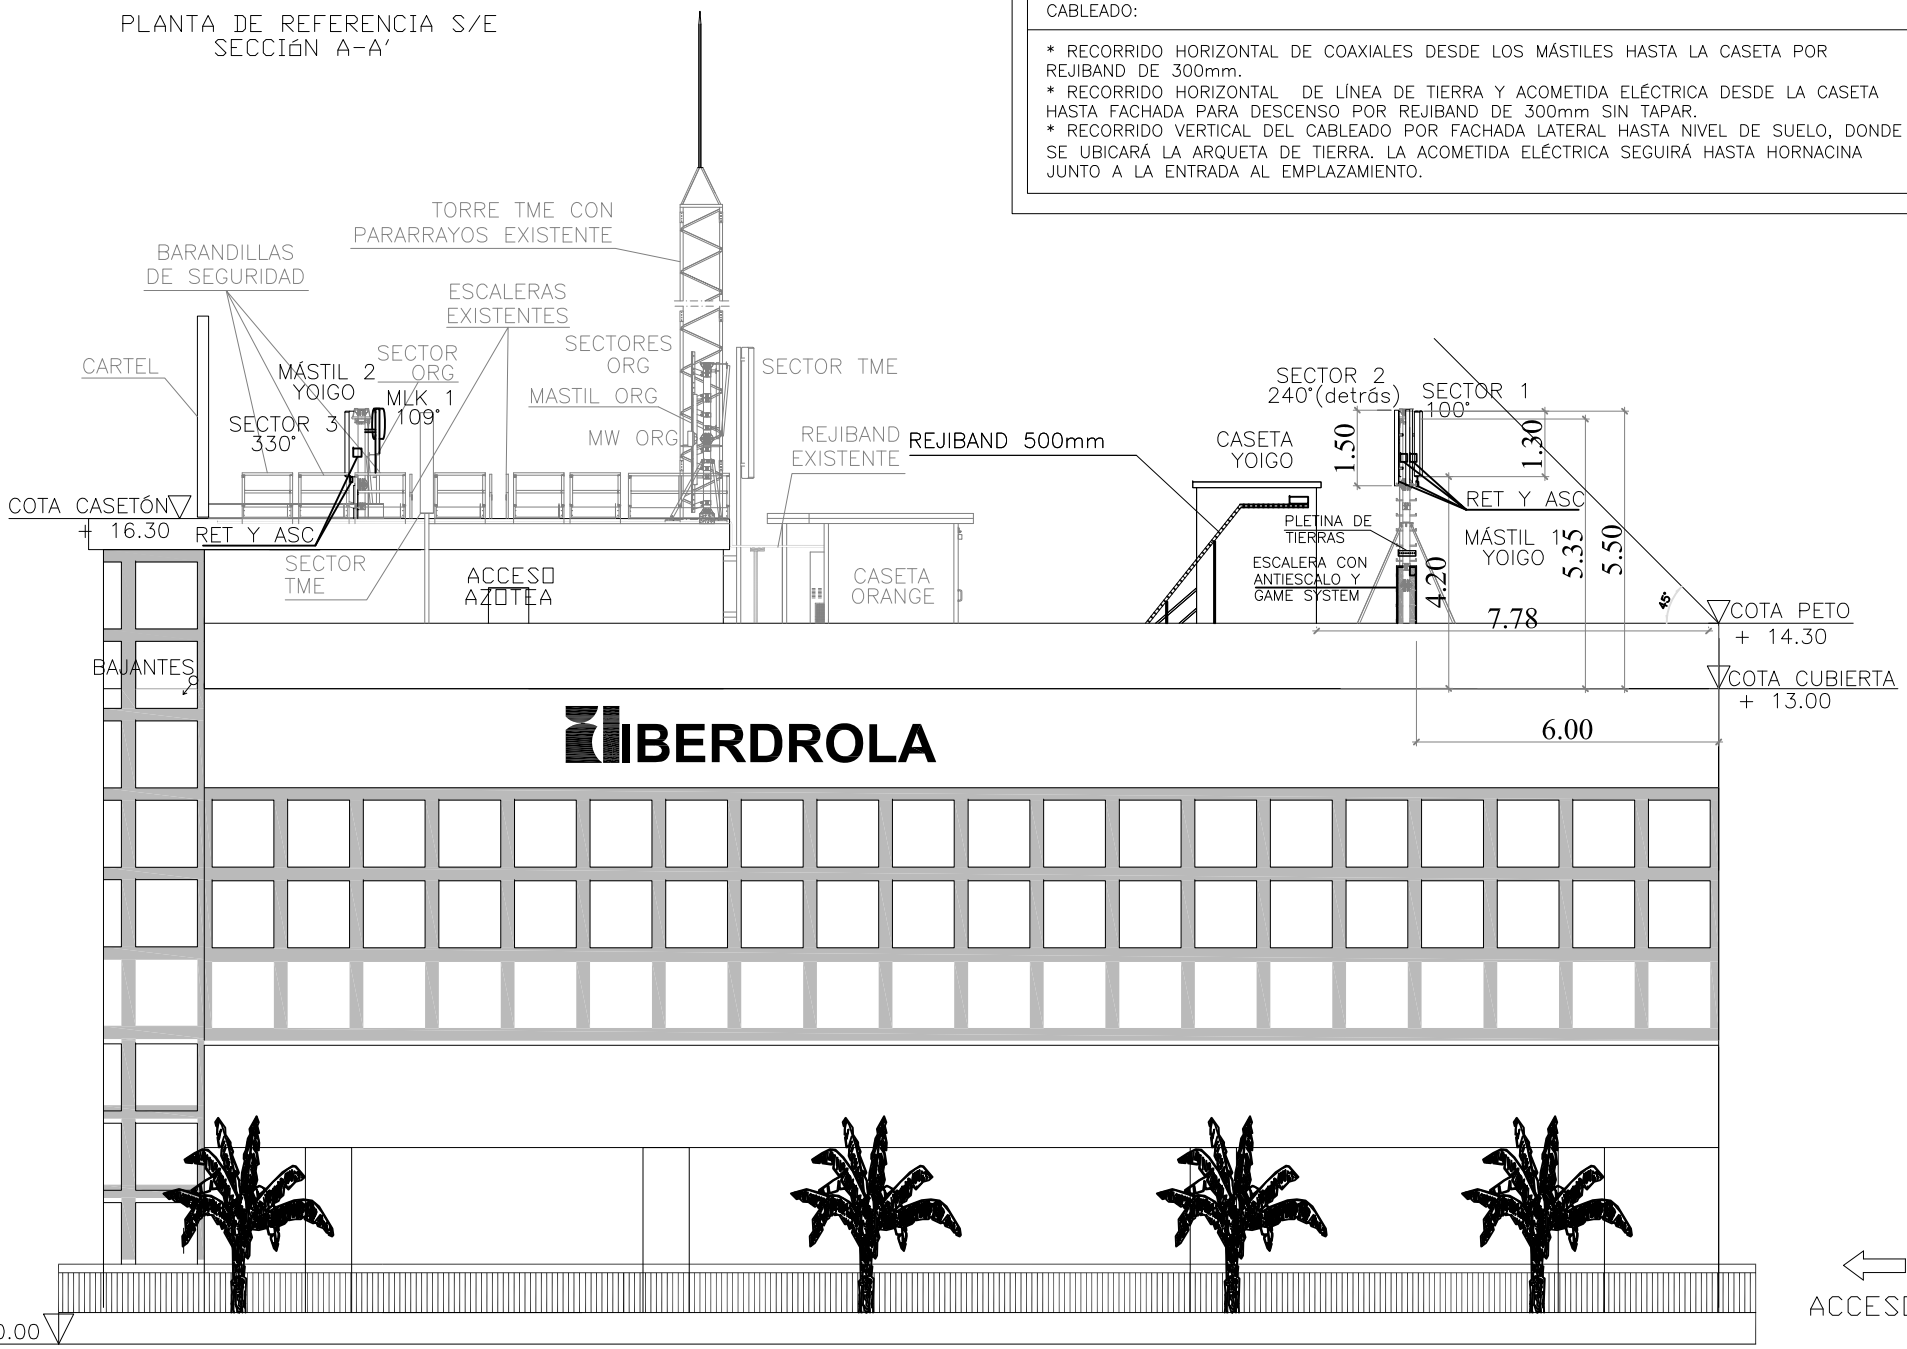 PLANTA DE REFERENCIA S/E
SECCIóN A-A'
CABLEADO:
* RECORRIDO HORIZONTAL DE COAXIALES DESDE LOS MÁSTILES HASTA LA CASETA POR
REJIBAND DE 300mm.
* RECORRIDO HORIZONTAL DE LÍNEA DE TIERRA Y ACOMETIDA ELÉCTRICA DESDE LA CASETA
HASTA FACHADA PARA DESCENSO POR REJIBAND DE 300mm SIN TAPAR.
* RECORRIDO VERTICAL DEL CABLEADO POR FACHADA LATERAL HASTA NIVEL DE SUELO, DONDE
SE UBICARÁ LA ARQUETA DE TIERRA. LA ACOMETIDA ELÉCTRICA SEGUIRÁ HASTA HORNACINA
JUNTO A LA ENTRADA AL EMPLAZAMIENTO.
TORRE TME CON
PARARRAYOS EXISTENTE
BARANDILLAS
DE SEGURIDAD
ESCALERAS
EXISTENTES
CARTEL
MÁSTIL 2
YOIGO
SECTOR
ORG
MLK 1
109°
SECTOR 3
330°
SECTORES
ORG
MASTIL ORG
MW ORG
SECTOR TME
REJIBAND
EXISTENTE
REJIBAND 500mm
CASETA
YOIGO
SECTOR 2
240°(detrás)
SECTOR 1
100°
1.50
1.30
RET Y ASC
PLETINA DE
TIERRAS
MÁSTIL 1
YOIGO
ESCALERA CON
ANTIESCALO Y
GAME SYSTEM
4.20
5.35
5.50
7.78
45°
COTA CASETÓN
+ 16.30
RET Y ASC
SECTOR
TME
ACCESO
AZOTEA
CASETA
ORANGE
COTA PETO
+ 14.30
BAJANTES
COTA CUBIERTA
+ 13.00
6.00
IBERDROLA
0.00
ACCESO